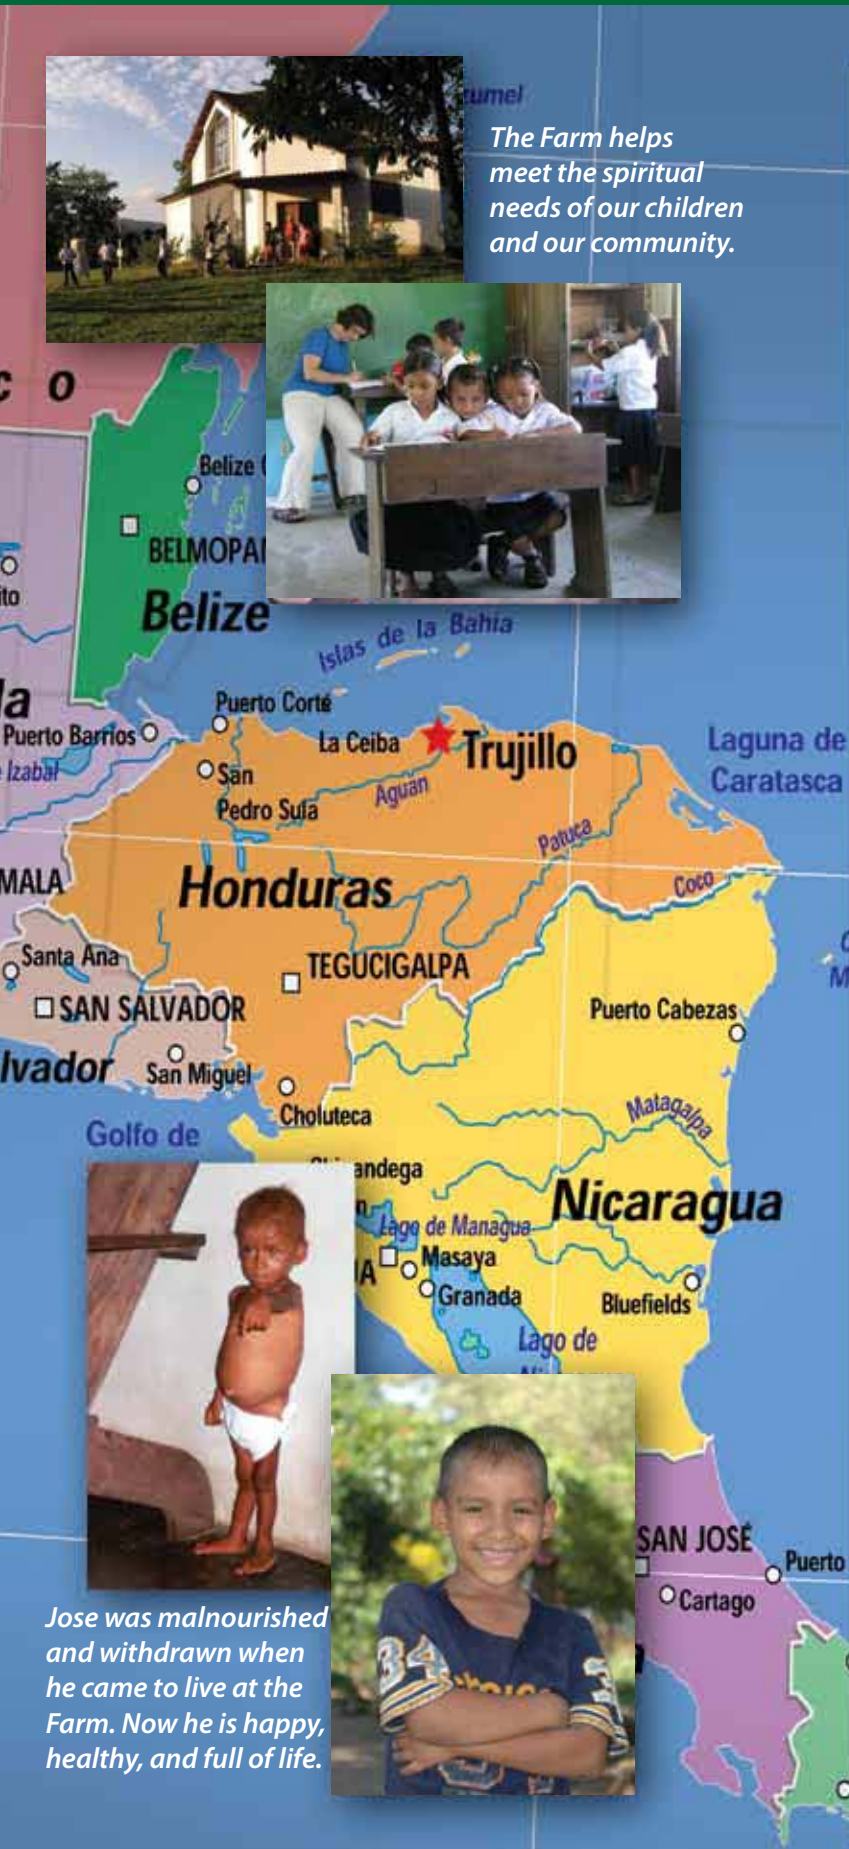 The Farm helps
meet the spiritual
needs of our children
and our community.
c o
Belize
BELMOPAN
Belize
Islas de la Bahia
Puerto Corté
La Ceiba
Trujillo
Laguna de
Caratasca
Puerto Barrios
Izabal
San
Pedro Sula
Aguan
Patuca
MALA
Honduras
Coco
Santa Ana
TEGUCIGALPA
SAN SALVADOR
Puerto Cabezas
lvador
San Miguel
Choluteca
Matagalpa
Golfo de
andega
Nicaragua
Lago de Managua
Masaya
Granada
Bluefields
Lago de
SAN JOSÉ
Puerto
Cartago
34
Jose was malnourished
and withdrawn when
he came to live at the
Farm. Now he is happy,
healthy, and full of life.